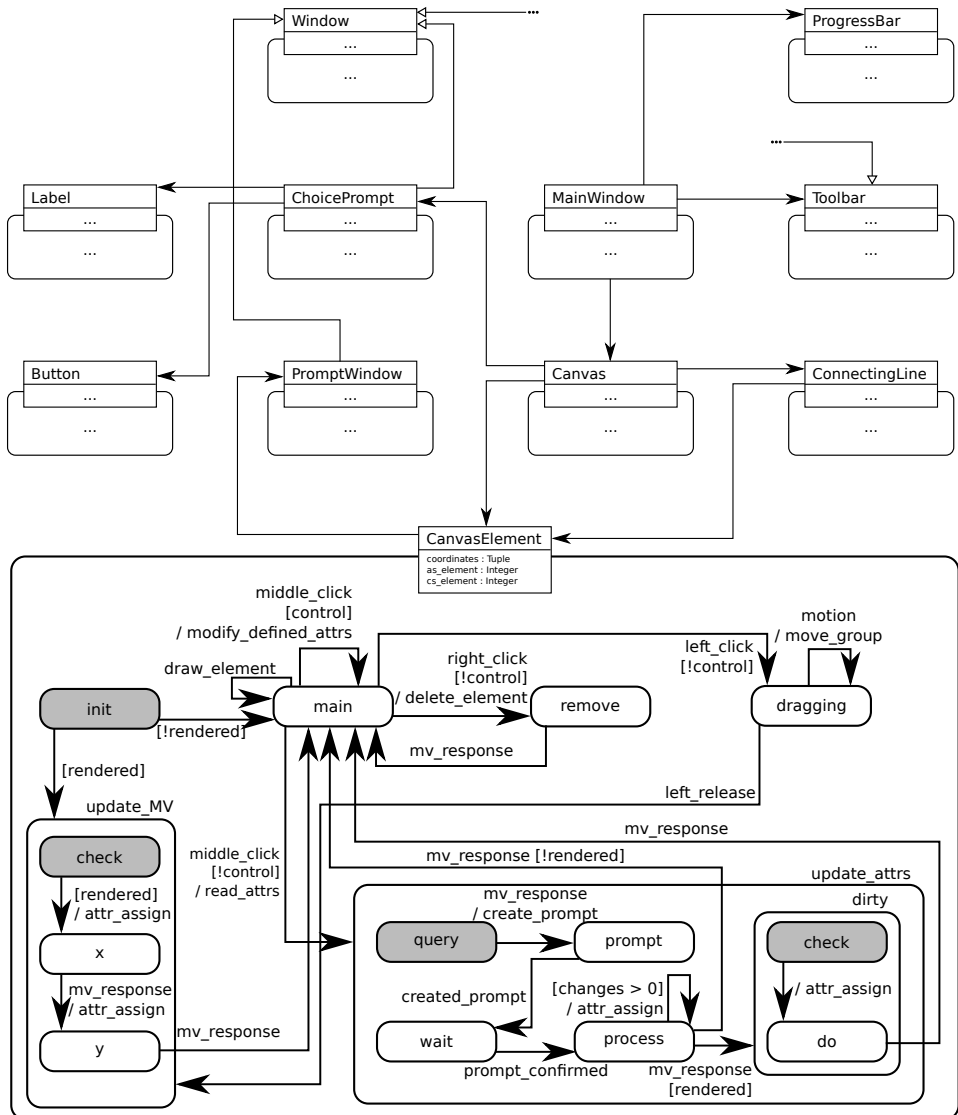 Window
...
...
...
ProgressBar
...
...
...
Label
...
...
ChoicePrompt
...
...
MainWindow
...
...
Toolbar
...
...
Button
...
...
PromptWindow
...
...
Canvas
...
...
ConnectingLine
...
...
CanvasElement
coordinates : Tuple
as_element : Integer
cs_element : Integer
middle_click
[control]
/ modify_defined_attrs
draw_element
main
init
[!rendered]
right_click
[!control]
/ delete_element
remove
mv_response
left_click
[!control]
motion
/ move_group
dragging
left_release
[rendered]
update_MV
check
[rendered]
/ attr_assign
x
mv_response
/ attr_assign
y
mv_response
middle_click
[!control]
/ read_attrs
mv_response
mv_response [!rendered]
update_attrs
mv_response
/ create_prompt
query
prompt
created_prompt
wait
prompt_confirmed
[changes > 0]
/ attr_assign
process
mv_response
[rendered]
dirty
check
/ attr_assign
do